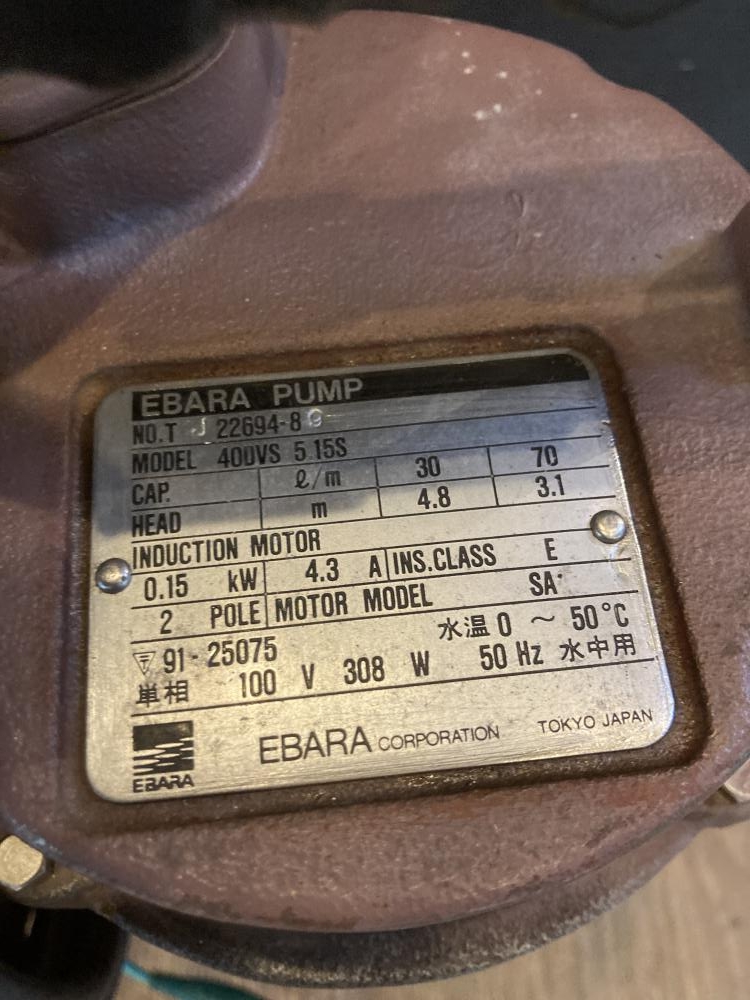 EBARA PUMP
NO.T J 22694-89
MODEL 40DVS 5.15S
CAP. ℓ/m 30 70
HEAD m 4.8 3.1
INDUCTION MOTOR
0.15 kW 4.3 A INS.CLASS E
2 POLE MOTOR MODEL SA
水温 0 ～ 50°C
〒 91-25075
単相 100 V 308 W 50 Hz 水中用
EBARA EBARA CORPORATION TOKYO JAPAN